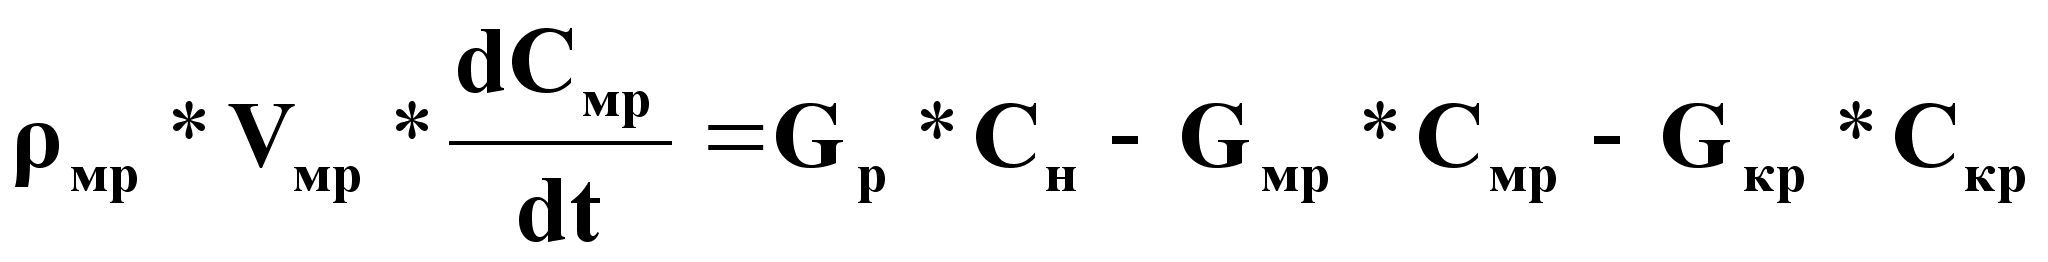 ρмр * Vмр * dCмр/dt = Gр * Cн - Gмр * Cмр - Gкр * Cкр